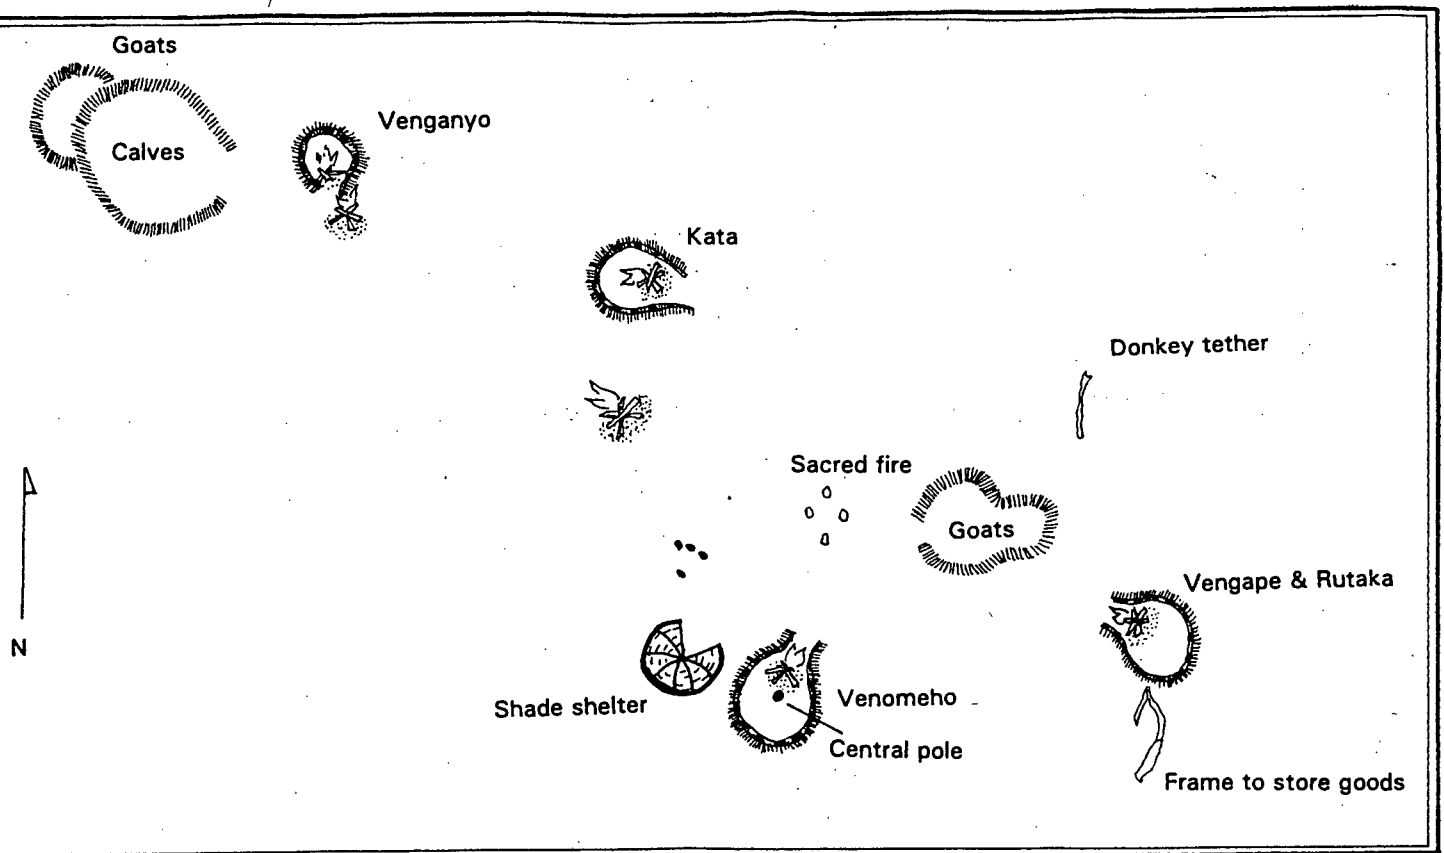 Goats
Calves
Venganyo
Kata
Donkey tether
Sacred fire
Goats
Vengape & Rutaka
N
Shade shelter
Venomeho
Central pole
Frame to store goods